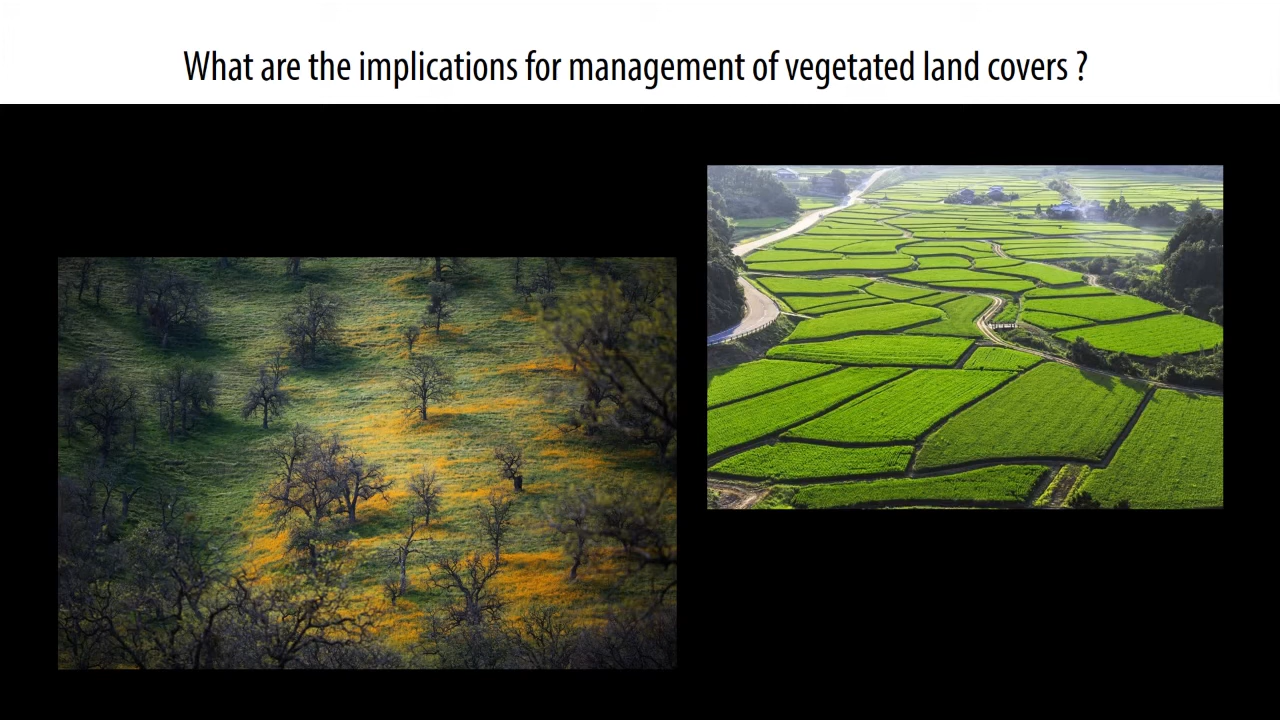 What are the implications for management of vegetated land covers ?